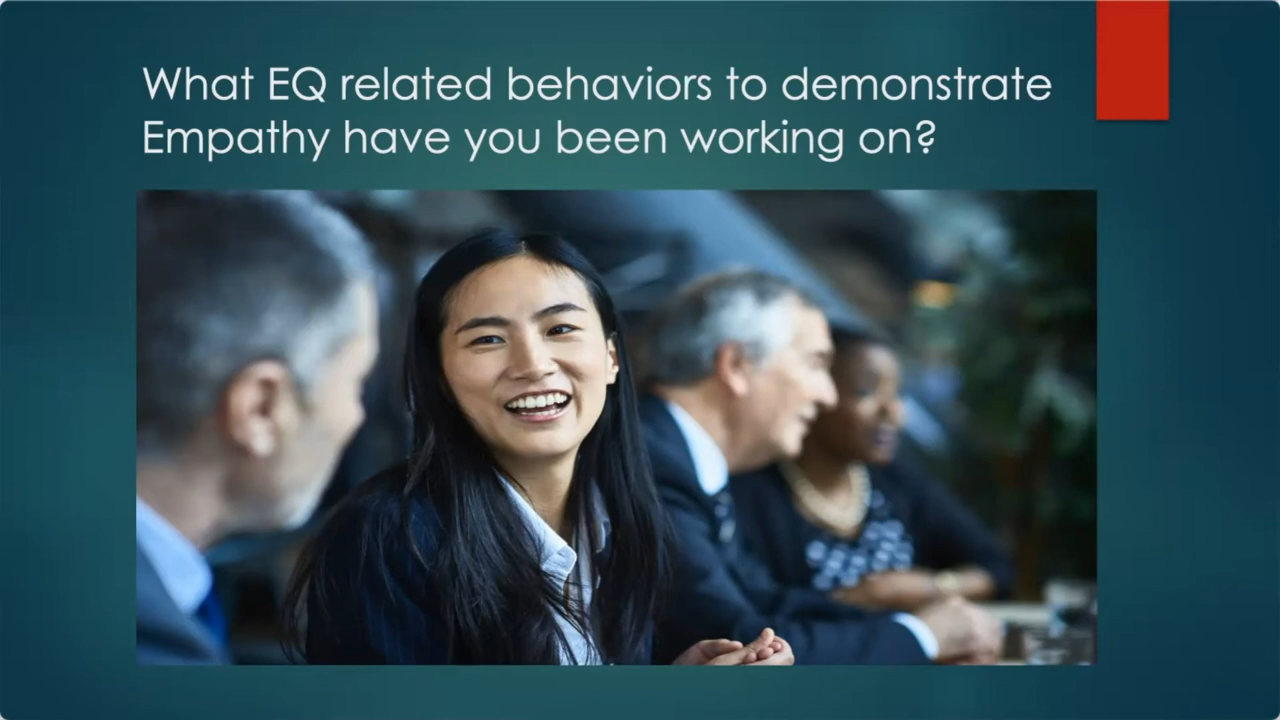 What EQ related behaviors to demonstrate
Empathy have you been working on?